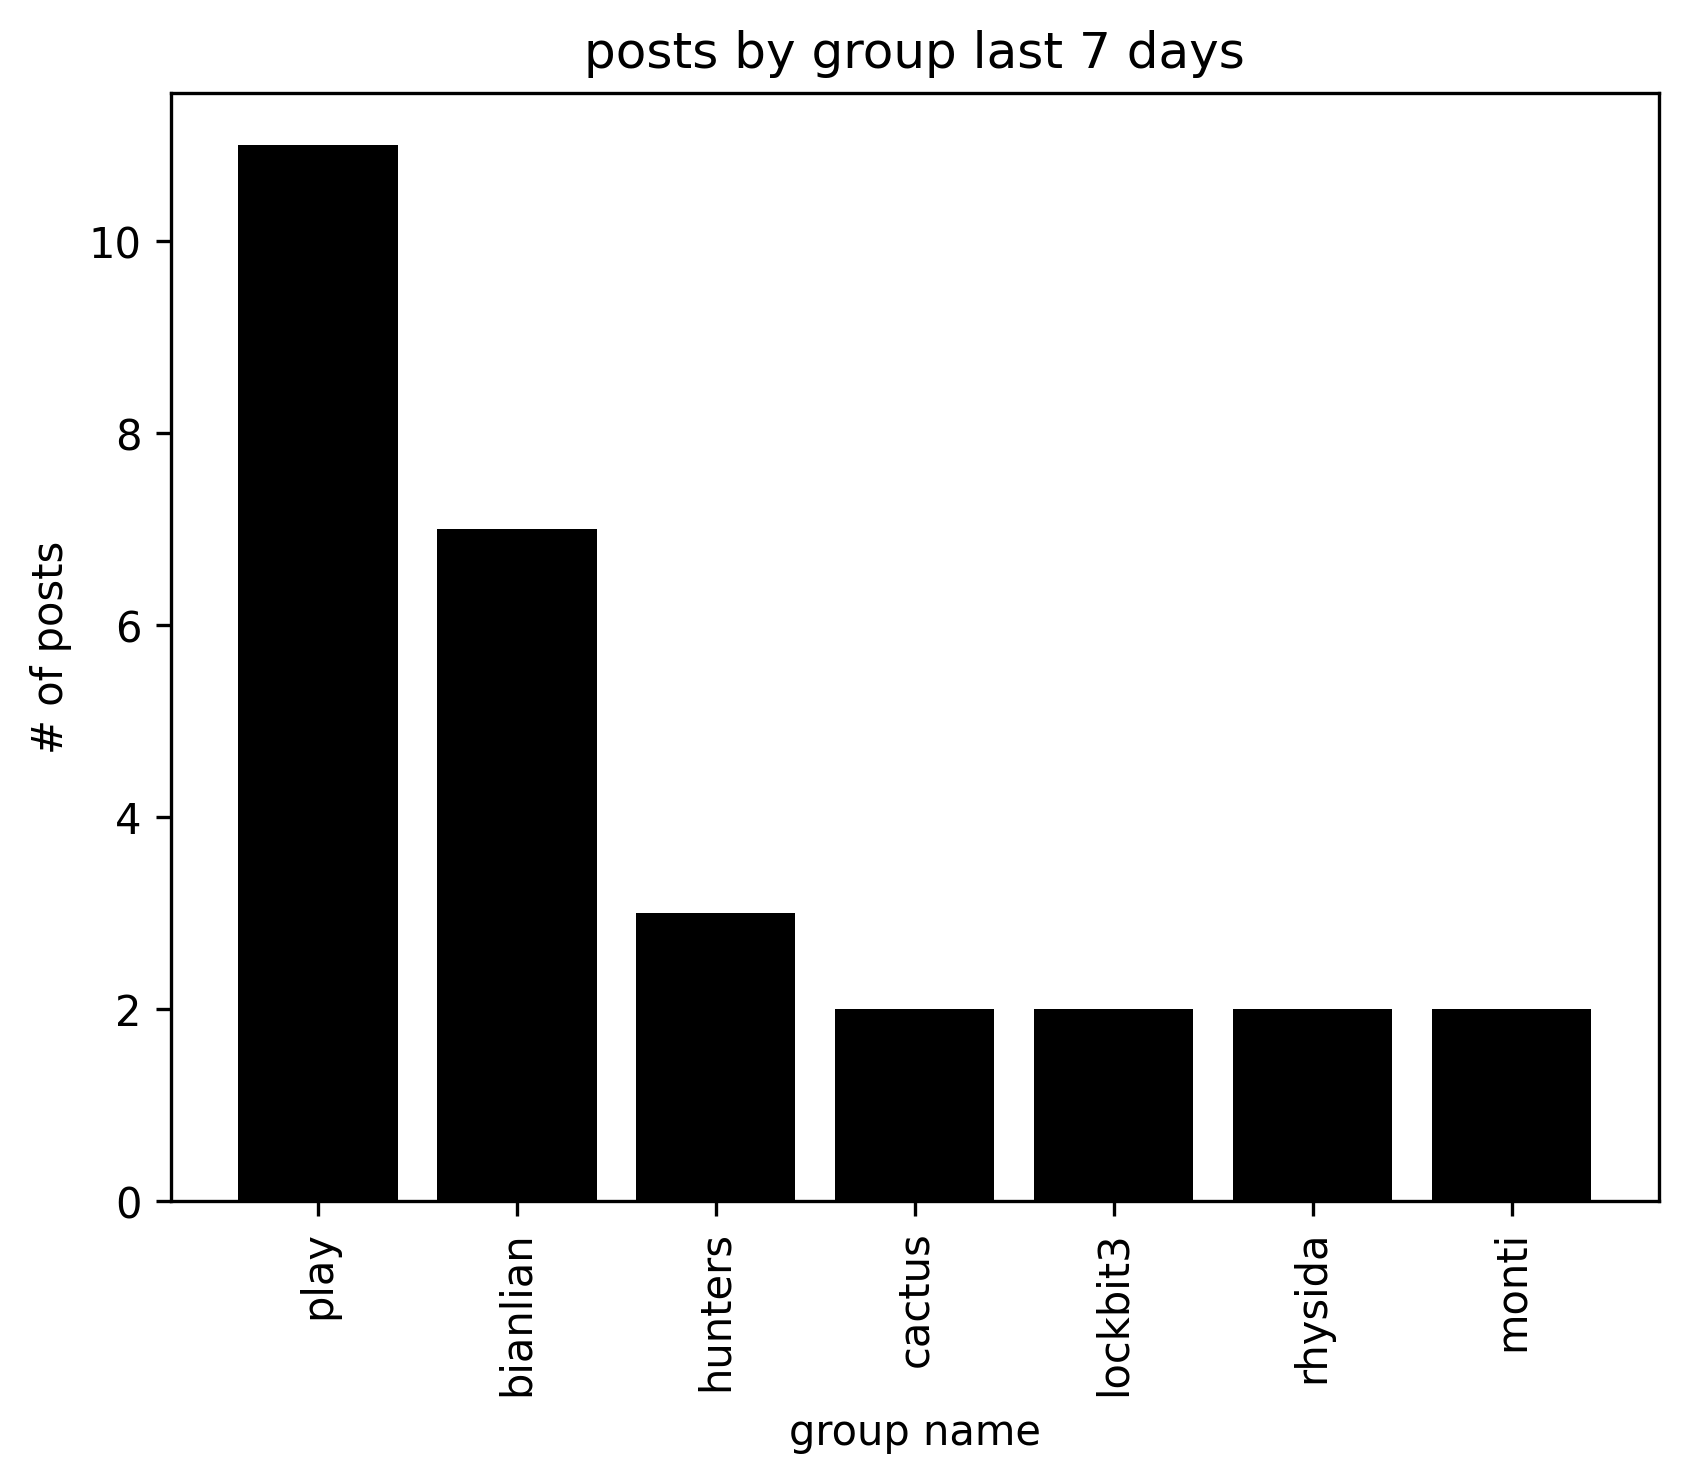 posts by group last 7 days
10
8
6
4
2
0
# of posts
play
bianlian
hunters
cactus
lockbit3
rhysida
monti
group name